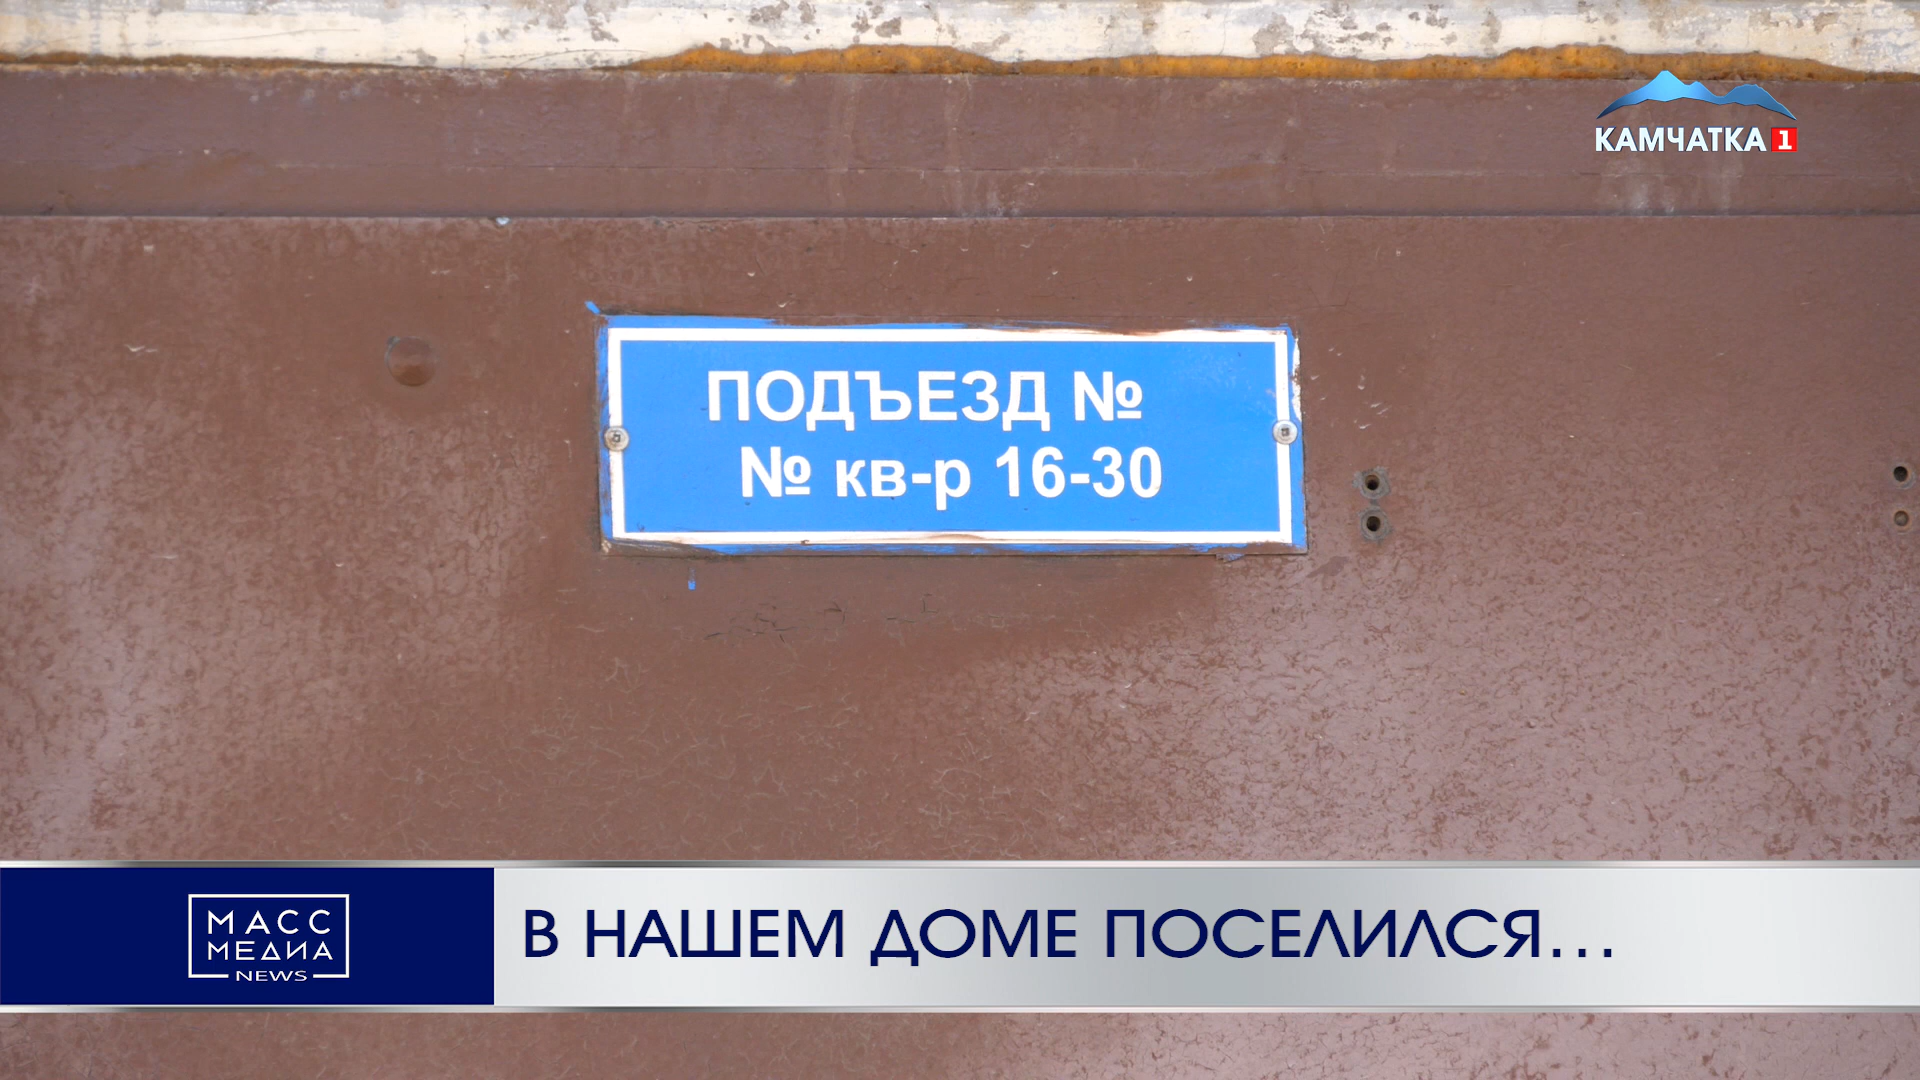 КАМЧАТКА 1
ПОДЪЕЗД №
№ кв-р 16-30
МАСС
МЕДИА
NEWS
В НАШЕМ ДОМЕ ПОСЕЛИЛСЯ...